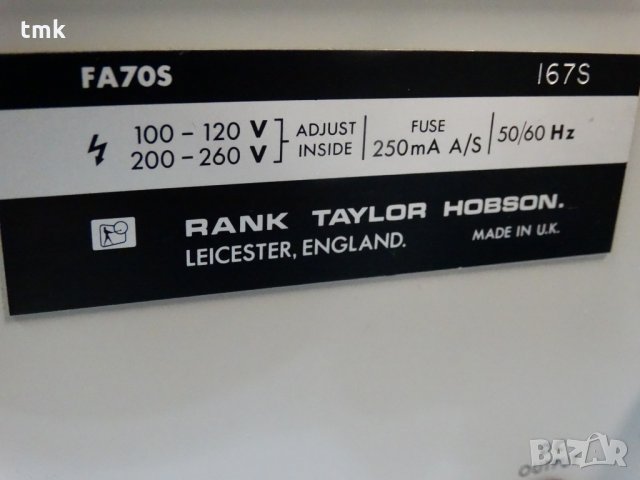 tmk
FA70S 167S
100 - 120 V ADJUST FUSE 50/60 Hz
200 - 260 V INSIDE 250mA A/S
RANK TAYLOR HOBSON.
LEICESTER, ENGLAND. MADE IN U.K.
BAZAR